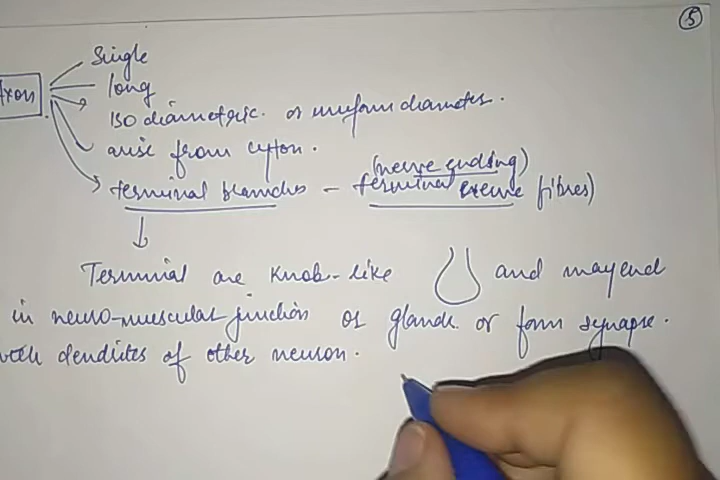 5
Single
Axon
long
Iso diametric or uniform diameter.
arise from cyton.
(nerve ending)
terminal branches - terminal nerve fibres)
Terminal are Knob-like and may end
in neuro-muscular junction or glands or form synapse.
with dendrites of other neuron.